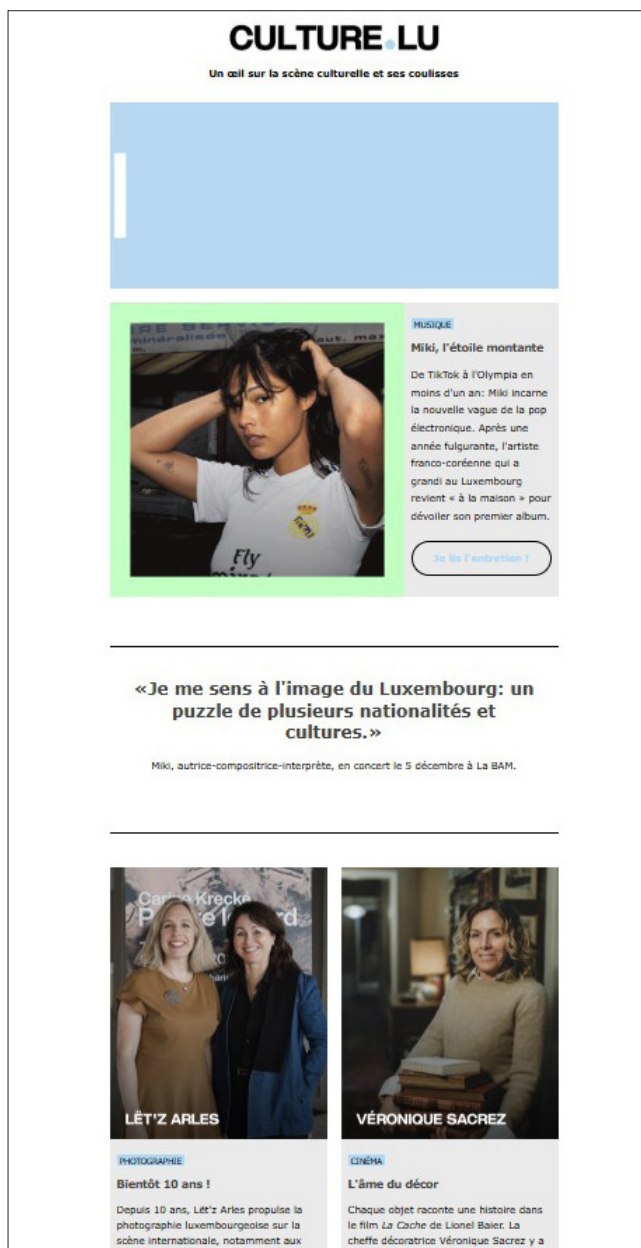 CULTURE.LU
Un œil sur la scène culturelle et ses coulisses
MUSIQUE
Miki, l'étoile montante
De TikTok à l'Olympia en
moins d'un an: Miki incarne
la nouvelle vague de la pop
électronique. Après une
année fulgurante, l'artiste
franco-coréenne qui a
grandi au Luxembourg
revient « à la maison » pour
dévoiler son premier album.
Je lis l'entretien !
Fly
«Je me sens à l'image du Luxembourg: un
puzzle de plusieurs nationalités et
cultures.»
Miki, autrice-compositrice-interprète, en concert le 5 décembre à La BAM.
Carine Krecké
LËT'Z ARLES
PHOTOGRAPHIE
Bientôt 10 ans !
Depuis 10 ans, Lët'z Arles propulse la
photographie luxembourgeoise sur la
scène internationale, notamment aux
VÉRONIQUE SACREZ
CINÉMA
L'âme du décor
Chaque objet raconte une histoire dans
le film La Cache de Lionel Baier. La
cheffe décoratrice Véronique Sacrez y a